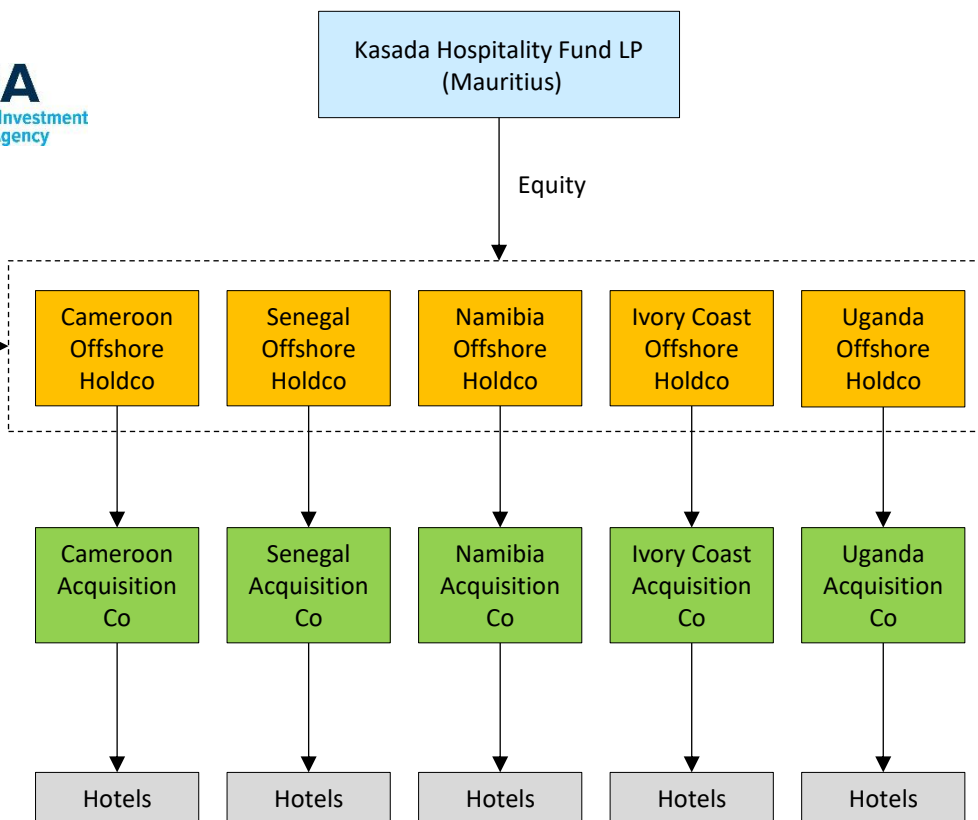 Kasada Hospitality Fund LP
(Mauritius)
A
Investment
gency
Equity
Cameroon
Offshore
Holdco
Senegal
Offshore
Holdco
Namibia
Offshore
Holdco
Ivory Coast
Offshore
Holdco
Uganda
Offshore
Holdco
Cameroon
Acquisition
Co
Senegal
Acquisition
Co
Namibia
Acquisition
Co
Ivory Coast
Acquisition
Co
Uganda
Acquisition
Co
Hotels
Hotels
Hotels
Hotels
Hotels